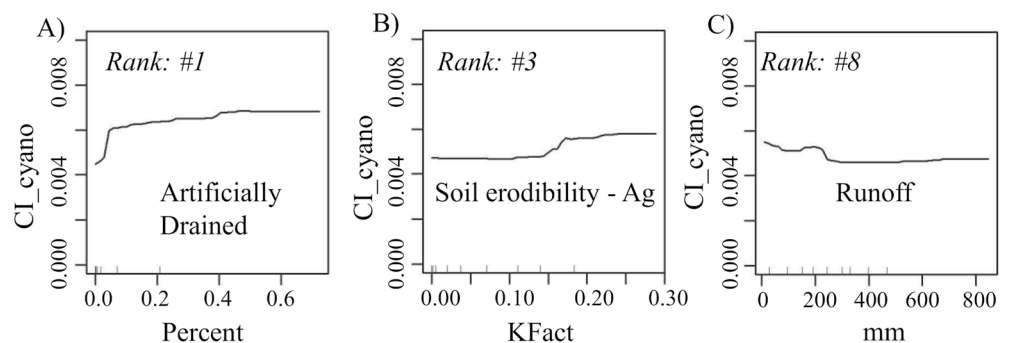 A)
Rank: #1
CI_cyano
0.000 0.004 0.008
Artificially
Drained
0.0 0.2 0.4 0.6
Percent
B)
Rank: #3
CI_cyano
0.000 0.004 0.008
Soil erodibility - Ag
0.00 0.10 0.20 0.30
KFact
C)
Rank: #8
CI_cyano
0.000 0.004 0.008
Runoff
0 200 400 600 800
mm